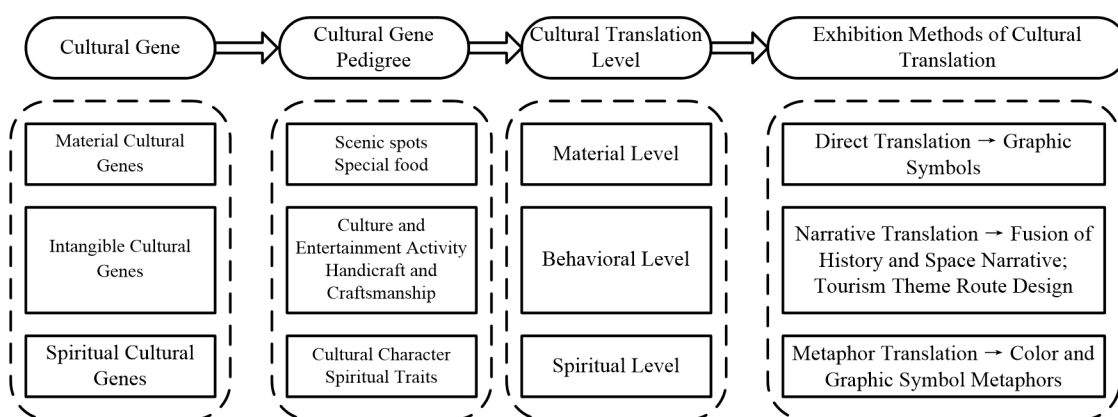 Cultural Gene
Cultural Gene
Pedigree
Cultural Translation
Level
Exhibition Methods of Cultural
Translation
Material Cultural
Genes
Scenic spots
Special food
Material Level
Direct Translation → Graphic
Symbols
Intangible Cultural
Genes
Culture and
Entertainment Activity
Handicraft and
Craftsmanship
Behavioral Level
Narrative Translation → Fusion of
History and Space Narrative;
Tourism Theme Route Design
Spiritual Cultural
Genes
Cultural Character
Spiritual Traits
Spiritual Level
Metaphor Translation → Color and
Graphic Symbol Metaphors